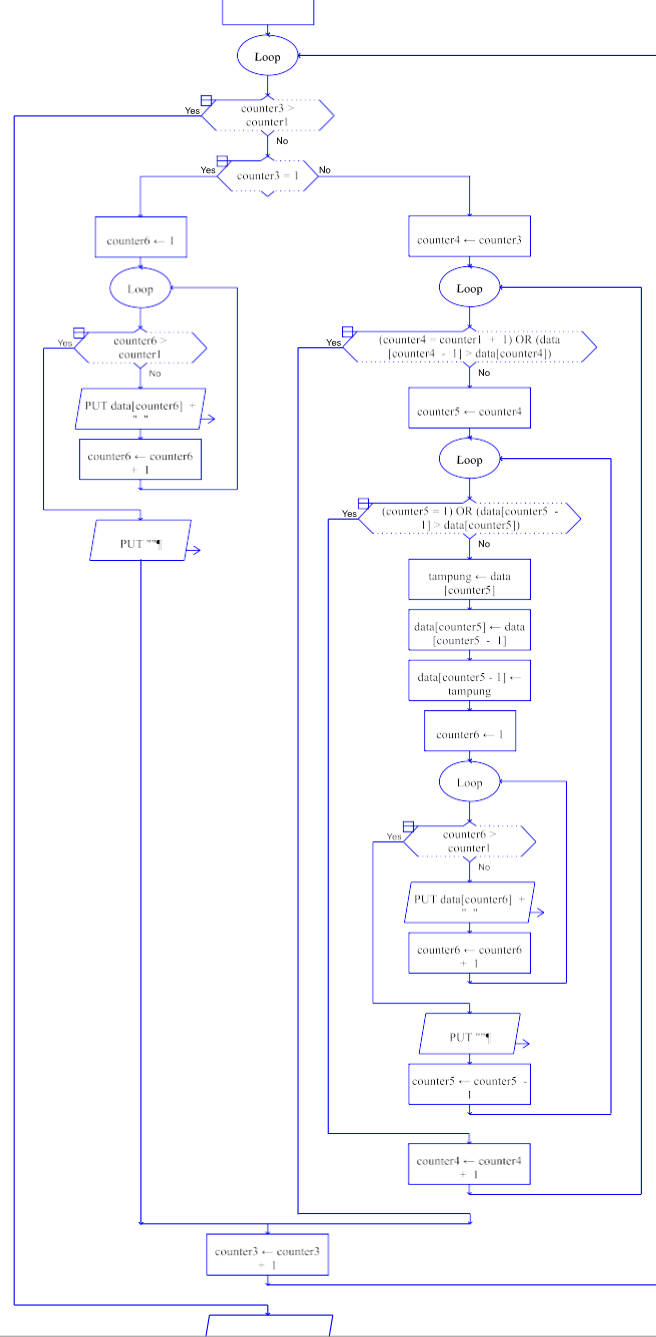 Loop
counter3 >
counter1
Yes
No
counter3 = 1
Yes
No
counter6 ← 1
Loop
counter6 >
counter1
Yes
No
PUT data[counter6] +
" "
counter6 ← counter6
+ 1
PUT ""¶
counter4 ← counter3
Loop
(counter4 = counter1 + 1) OR (data
[counter4 - 1] > data[counter4])
Yes
No
counter5 ← counter4
Loop
(counter5 = 1) OR (data[counter5 -
1] > data[counter5])
Yes
No
tampung ← data
[counter5]
data[counter5] ← data
[counter5 - 1]
data[counter5 - 1] ←
tampung
counter6 ← 1
Loop
counter6 >
counter1
Yes
No
PUT data[counter6] +
" "
counter6 ← counter6
+ 1
PUT ""¶
counter5 ← counter5 -
1
counter4 ← counter4
+ 1
counter3 ← counter3
+ 1